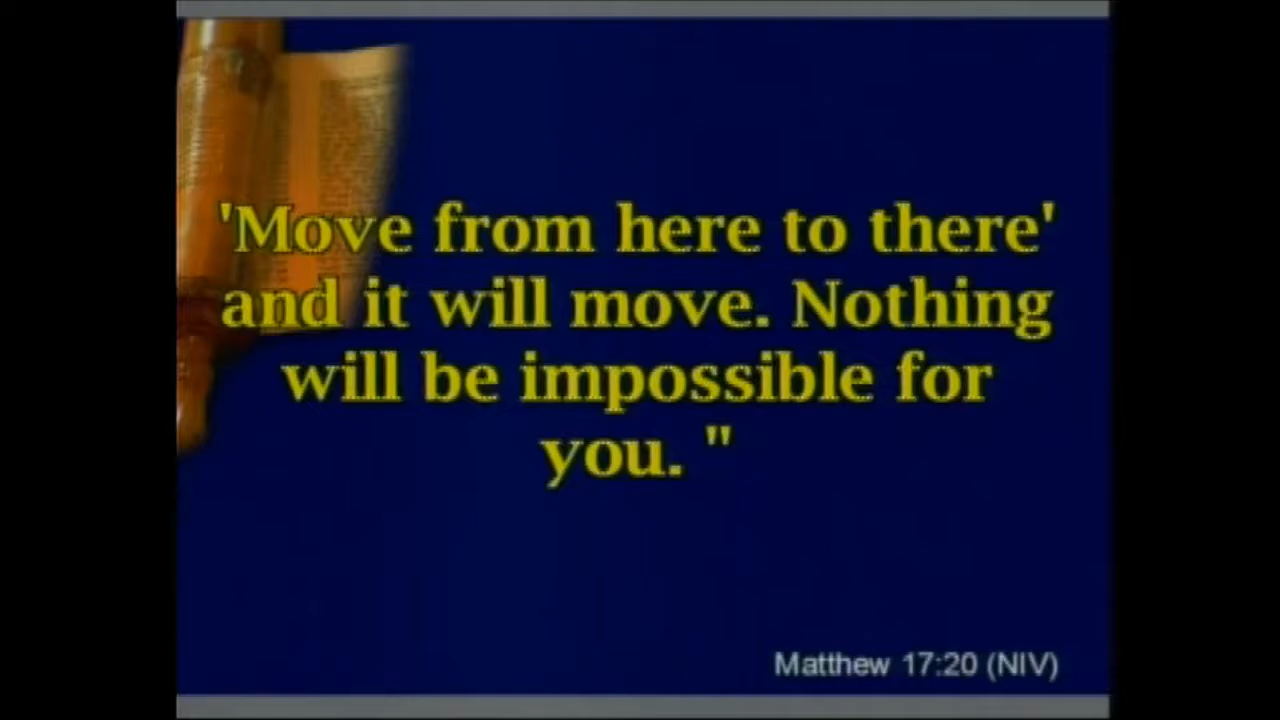 'Move from here to there'
and it will move. Nothing
will be impossible for
you. "
Matthew 17:20 (NIV)